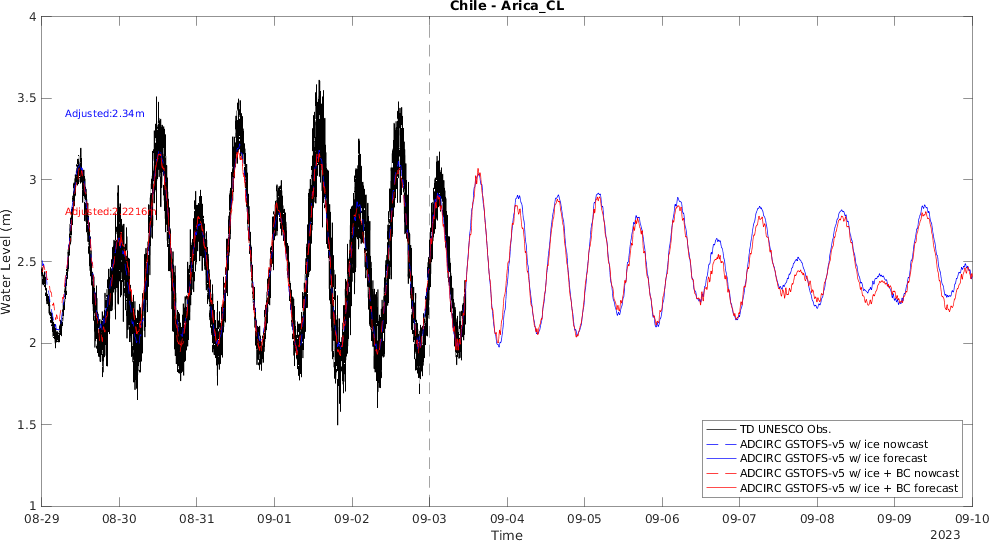 Chile - Arica_CL
4
3.5
3
2.5
2
1.5
1
Water Level (m)
Adjusted:2.34m
Adjusted:2.2216m
TD UNESCO Obs.
ADCIRC GSTOFS-v5 w/ ice nowcast
ADCIRC GSTOFS-v5 w/ ice forecast
ADCIRC GSTOFS-v5 w/ ice + BC nowcast
ADCIRC GSTOFS-v5 w/ ice + BC forecast
08-29 08-30 08-31 09-01 09-02 09-03 09-04 09-05 09-06 09-07 09-08 09-09 09-10
Time
2023